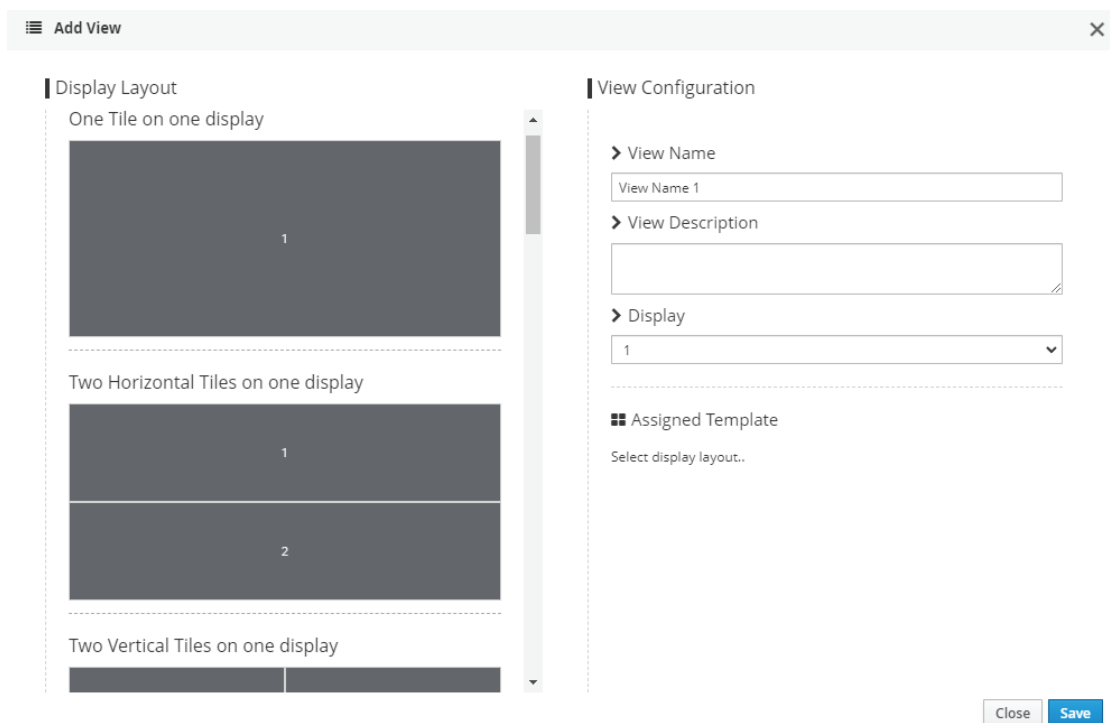 Add View
Display Layout
One Tile on one display
1
Two Horizontal Tiles on one display
1
2
Two Vertical Tiles on one display
View Configuration
View Name
View Name 1
View Description
Display
1
Assigned Template
Select display layout..
Close
Save